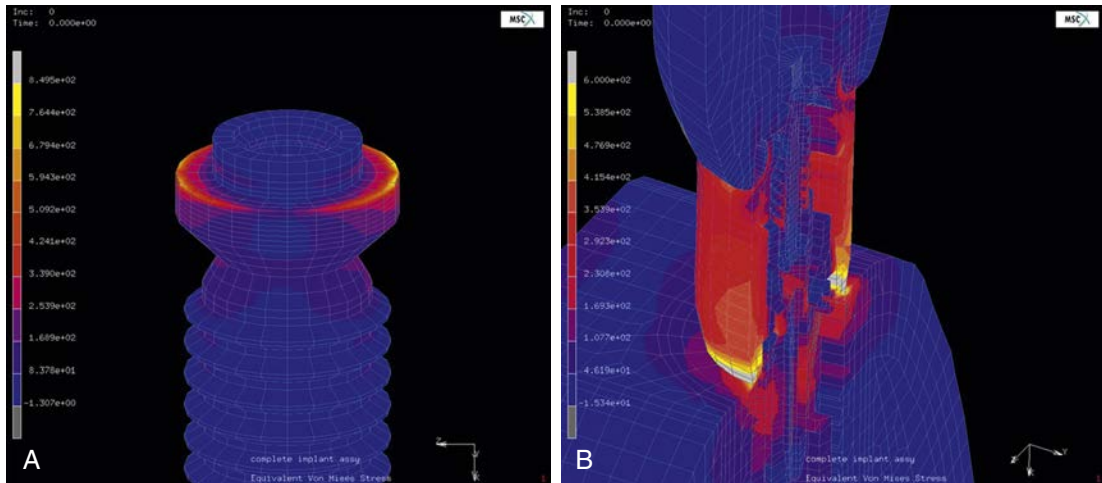 Inc: 0
Time: 0.000e+00
MSC
8.495e+02
7.644e+02
6.794e+02
5.943e+02
5.092e+02
4.241e+02
3.390e+02
2.539e+02
1.689e+02
8.378e+01
-1.307e+00
A
complete implant assy
Equivalent Von Mises Stress
Z
Y
X
1
Inc: 0
Time: 0.000e+00
MSC
6.000e+02
5.385e+02
4.769e+02
4.154e+02
3.539e+02
2.923e+02
2.308e+02
1.693e+02
1.077e+02
4.619e+01
-1.534e+01
B
complete implant assy
Equivalent Von Mises Stress
Z
Y
X
1